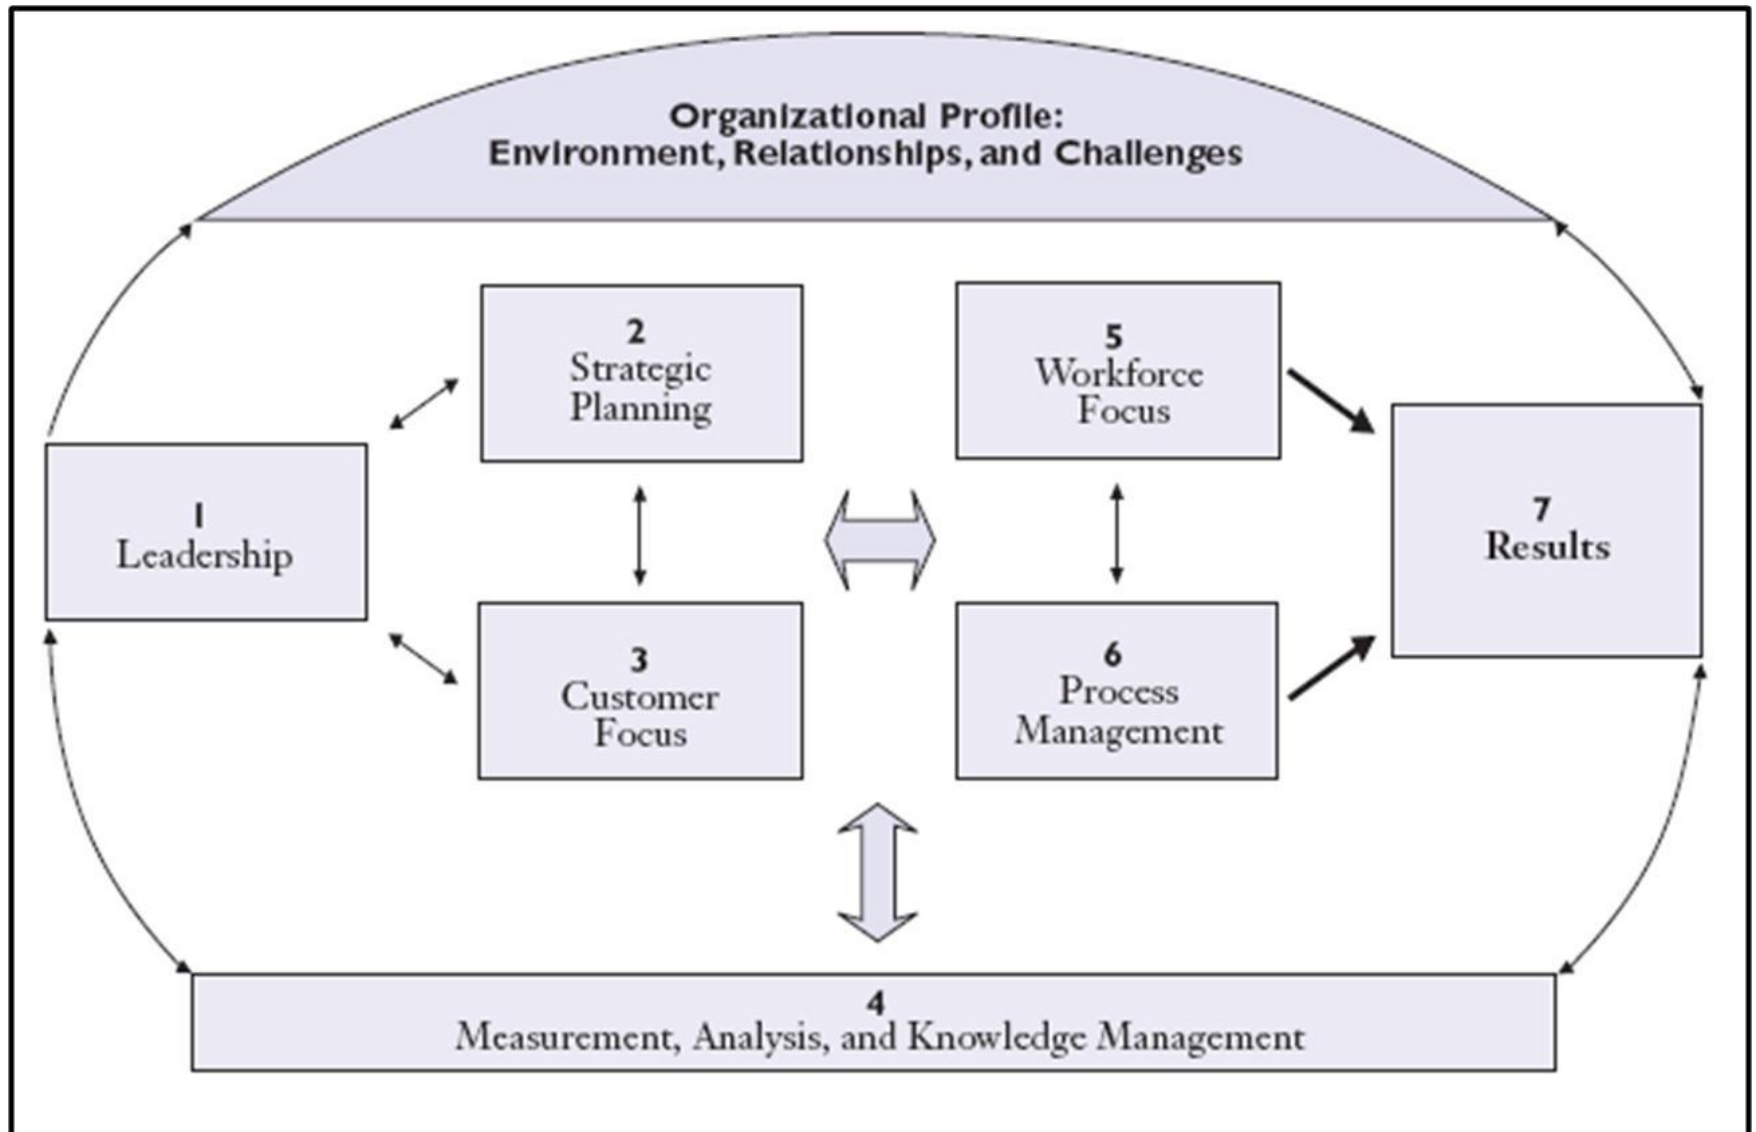 Organizational Profile:
Environment, Relationships, and Challenges
2
Strategic
Planning
5
Workforce
Focus
1
Leadership
7
Results
3
Customer
Focus
6
Process
Management
4
Measurement, Analysis, and Knowledge Management